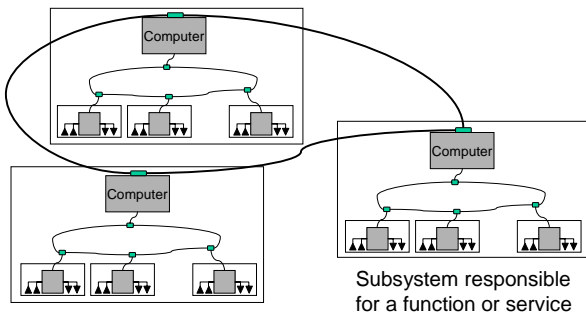 Computer
Computer
Computer
Subsystem responsible
for a function or service